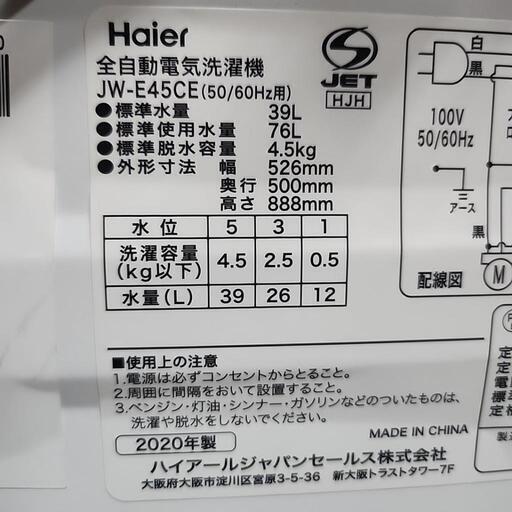 Haier
全自動電気洗濯機
JW-E45CE(50/60Hz用)
●標準水量 39L
●標準使用水量 76L
●標準脱水容量 4.5kg
●外形寸法 幅 526mm
奥行 500mm
高さ 888mm
水位 5 3 1
洗濯容量(kg以下) 4.5 2.5 0.5
水量(L) 39 26 12
■使用上の注意
1.電源は必ずコンセントからとること。
2.周囲に間隔をおいて設置すること。
3.ベンジン・灯油・シンナー・ガソリンなどのついたものは、
洗濯や脱水をしないでください。
2020年製
MADE IN CHINA
ハイアールジャパンセールス株式会社
大阪府大阪市淀川区宮原3-5-36 新大阪トラストタワー7F
S
JET
HJH
白
黒
100V
50/60Hz
アース
黒
M
配線図